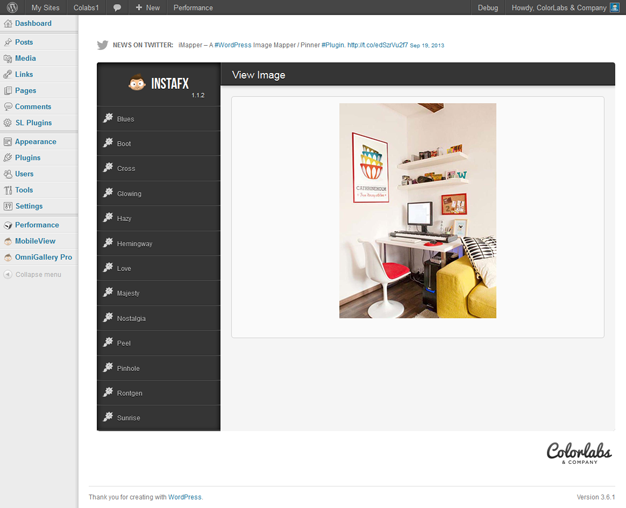 My Sites Colabs1 New Performance Debug Howdy, ColorLabs & Company
Dashboard
Posts
Media
Links
Pages
Comments
SL Plugins
Appearance
Plugins
Users
Tools
Settings
Performance
MobileView
OmniGallery Pro
Collapse menu
NEWS ON TWITTER: iMapper – A #WordPress Image Mapper / Pinner #Plugin. http://t.co/edSzrVu2f7 Sep 19, 2013
INSTAFX
1.1.2
Blues
Boot
Cross
Glowing
Hazy
Hemingway
Love
Majesty
Nostalgia
Peel
Pinhole
Rontgen
Sunrise
View Image
Colorlabs
& COMPANY
Thank you for creating with WordPress.
Version 3.6.1